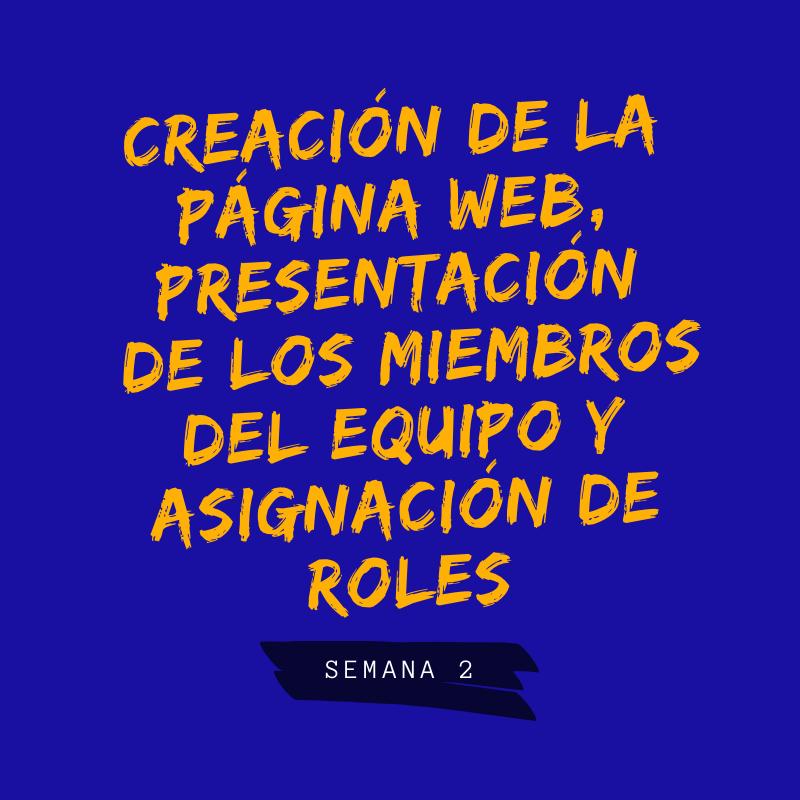 CREACIÓN DE LA
PÁGINA WEB,
PRESENTACIÓN
DE LOS MIEMBROS
DEL EQUIPO Y
ASIGNACIÓN DE
ROLES
SEMANA 2